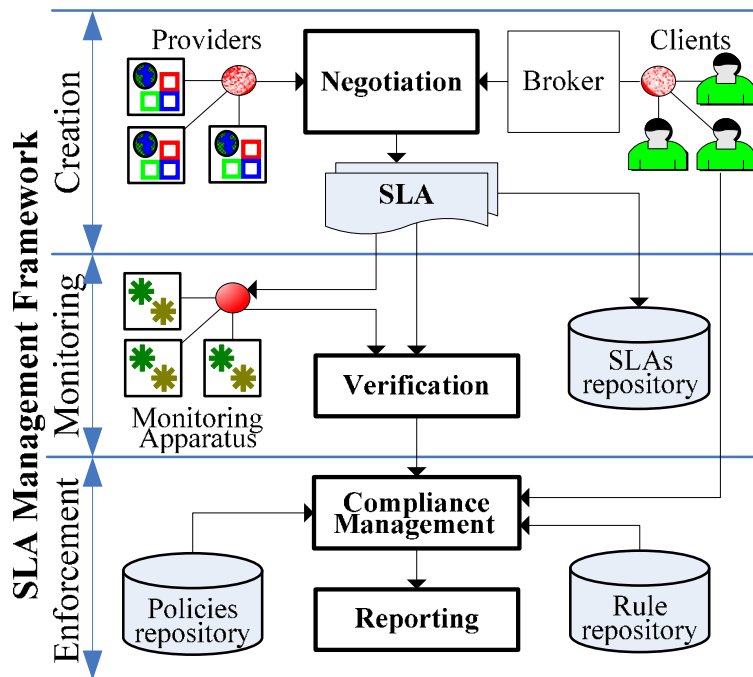 SLA Management Framework
Creation
Providers
Negotiation
Broker
Clients
SLA
Monitoring
Monitoring
Apparatus
Verification
SLAs
repository
Enforcement
Compliance
Management
Policies
repository
Reporting
Rule
repository